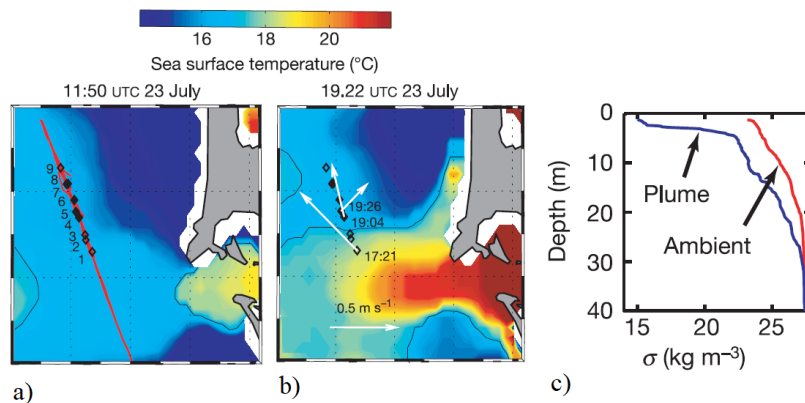 16 18 20
Sea surface temperature (°C)
11:50 UTC 23 July
19.22 UTC 23 July
9
8
7
6
5
4
3
2
1
19:26
19:04
17:21
0.5 m s⁻¹
0
10
20
30
40
Depth (m)
Plume
Ambient
15 20 25
σ (kg m⁻³)
a)
b)
c)